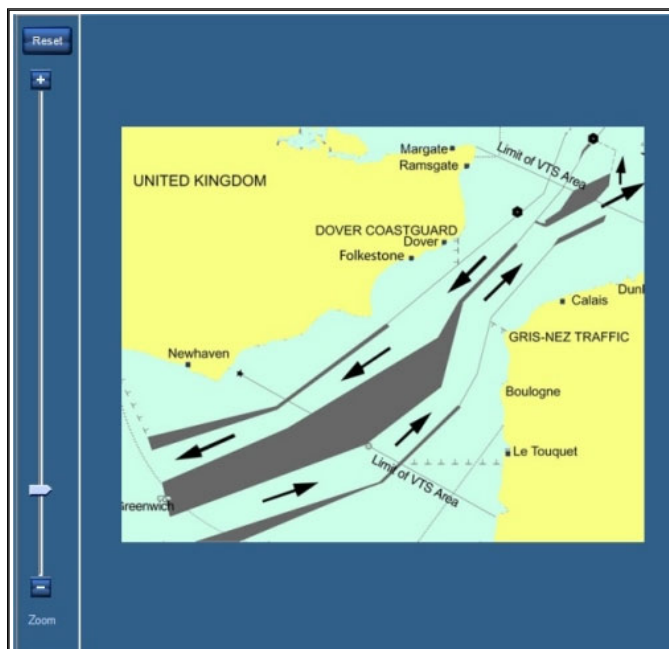 Reset
Margate
Limit of VTS Area
Ramsgate
UNITED KINGDOM
DOVER COASTGUARD
Dover
Folkestone
Calais
GRIS-NEZ TRAFFIC
Newhaven
Boulogne
Le Touquet
Limit of VTS Area
Greenwich
Zoom